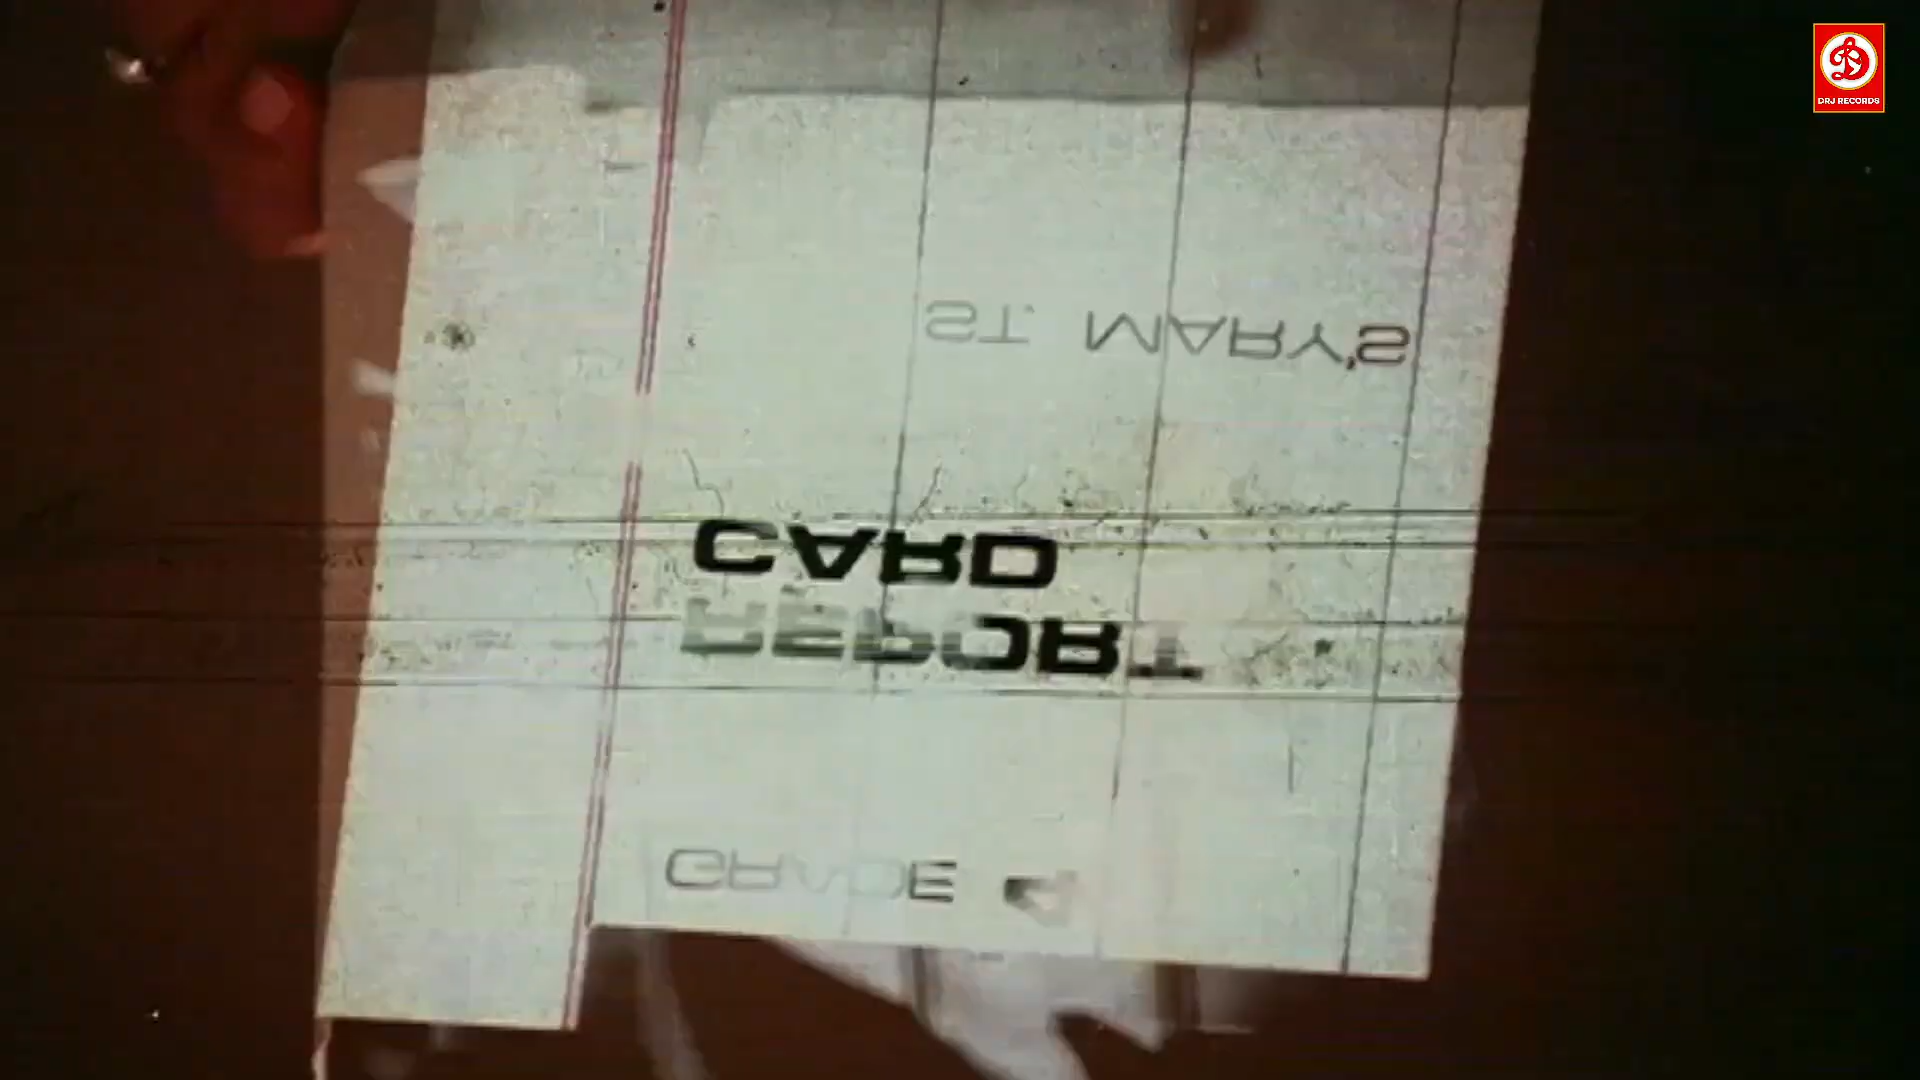 DRJ RECORDS
GRADE
REPORT
CARD
ST. MARY'S